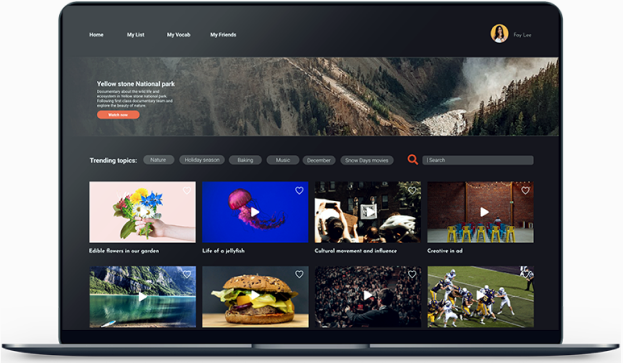 Home
My List
My Vocab
My Friends
Fay Lee
Yellow stone National park
Documentary about the wild life and
ecosystem in Yellow stone national park
Following first class documentary team and
explore the beauty of nature.
Watch now
Trending topics:
Nature
Holiday season
Baking
Music
December
Snow Days movies
Search
Edible flowers in our garden
Life of a jellyfish
Cultural movement and influence
Creative in ad